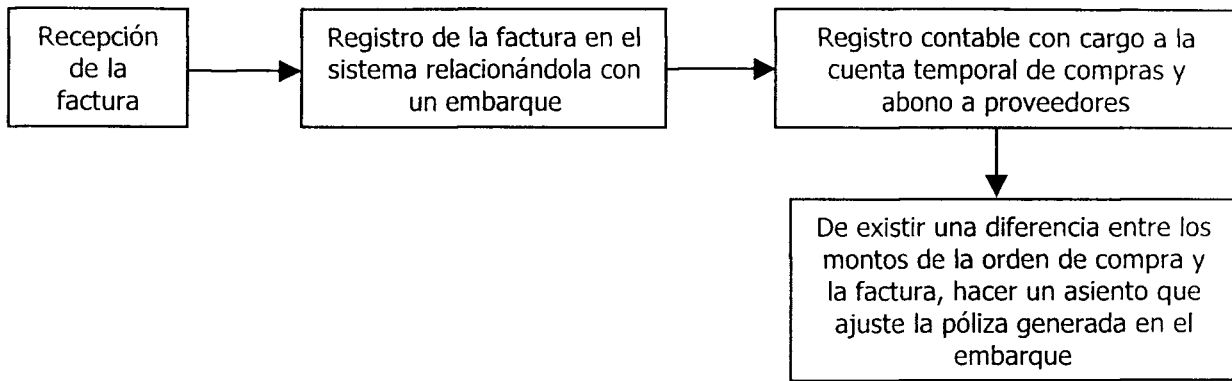 Recepción
de la
factura
Registro de la factura en el
sistema relacionándola con
un embarque
Registro contable con cargo a la
cuenta temporal de compras y
abono a proveedores
De existir una diferencia entre los
montos de la orden de compra y
la factura, hacer un asiento que
ajuste la póliza generada en el
embarque